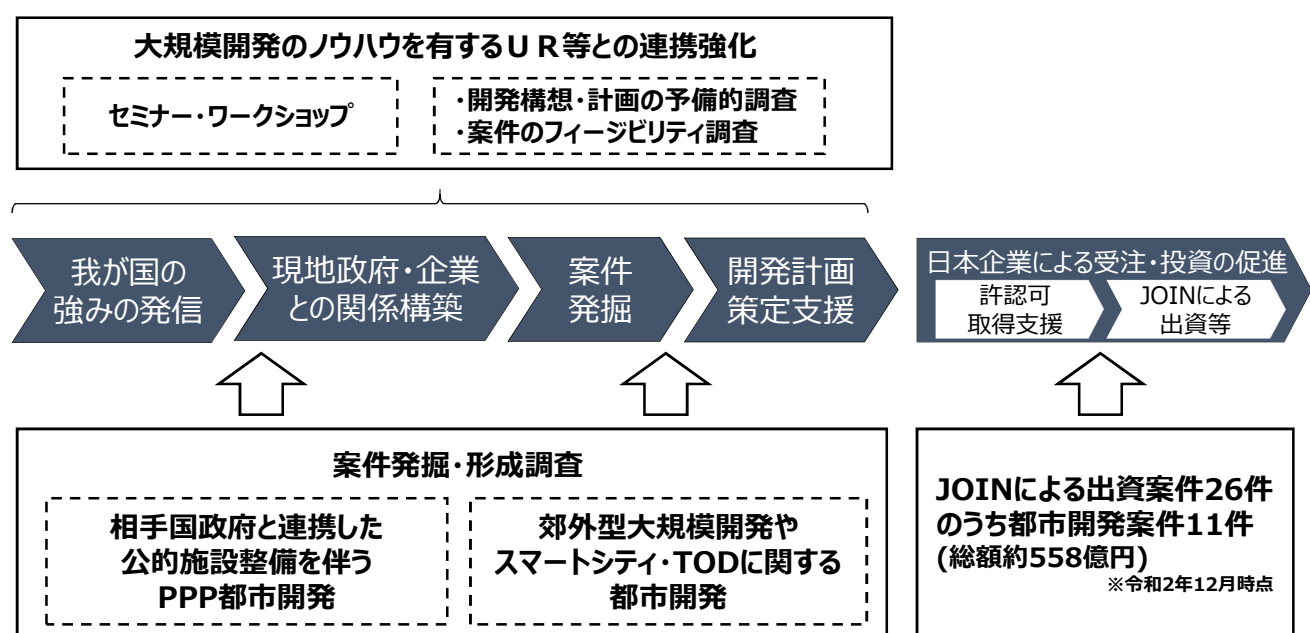 大規模開発のノウハウを有するＵＲ等との連携強化
セミナー・ワークショップ
・開発構想・計画の予備的調査
・案件のフィージビリティ調査
我が国の
強みの発信
現地政府・企業
との関係構築
案件
発掘
開発計画
策定支援
日本企業による受注・投資の促進
許認可
取得支援
JOINによる
出資等
案件発掘・形成調査
相手国政府と連携した
公的施設整備を伴う
PPP都市開発
郊外型大規模開発や
スマートシティ・TODに関する
都市開発
JOINによる出資案件26件
のうち都市開発案件11件
(総額約558億円)
※令和2年12月時点